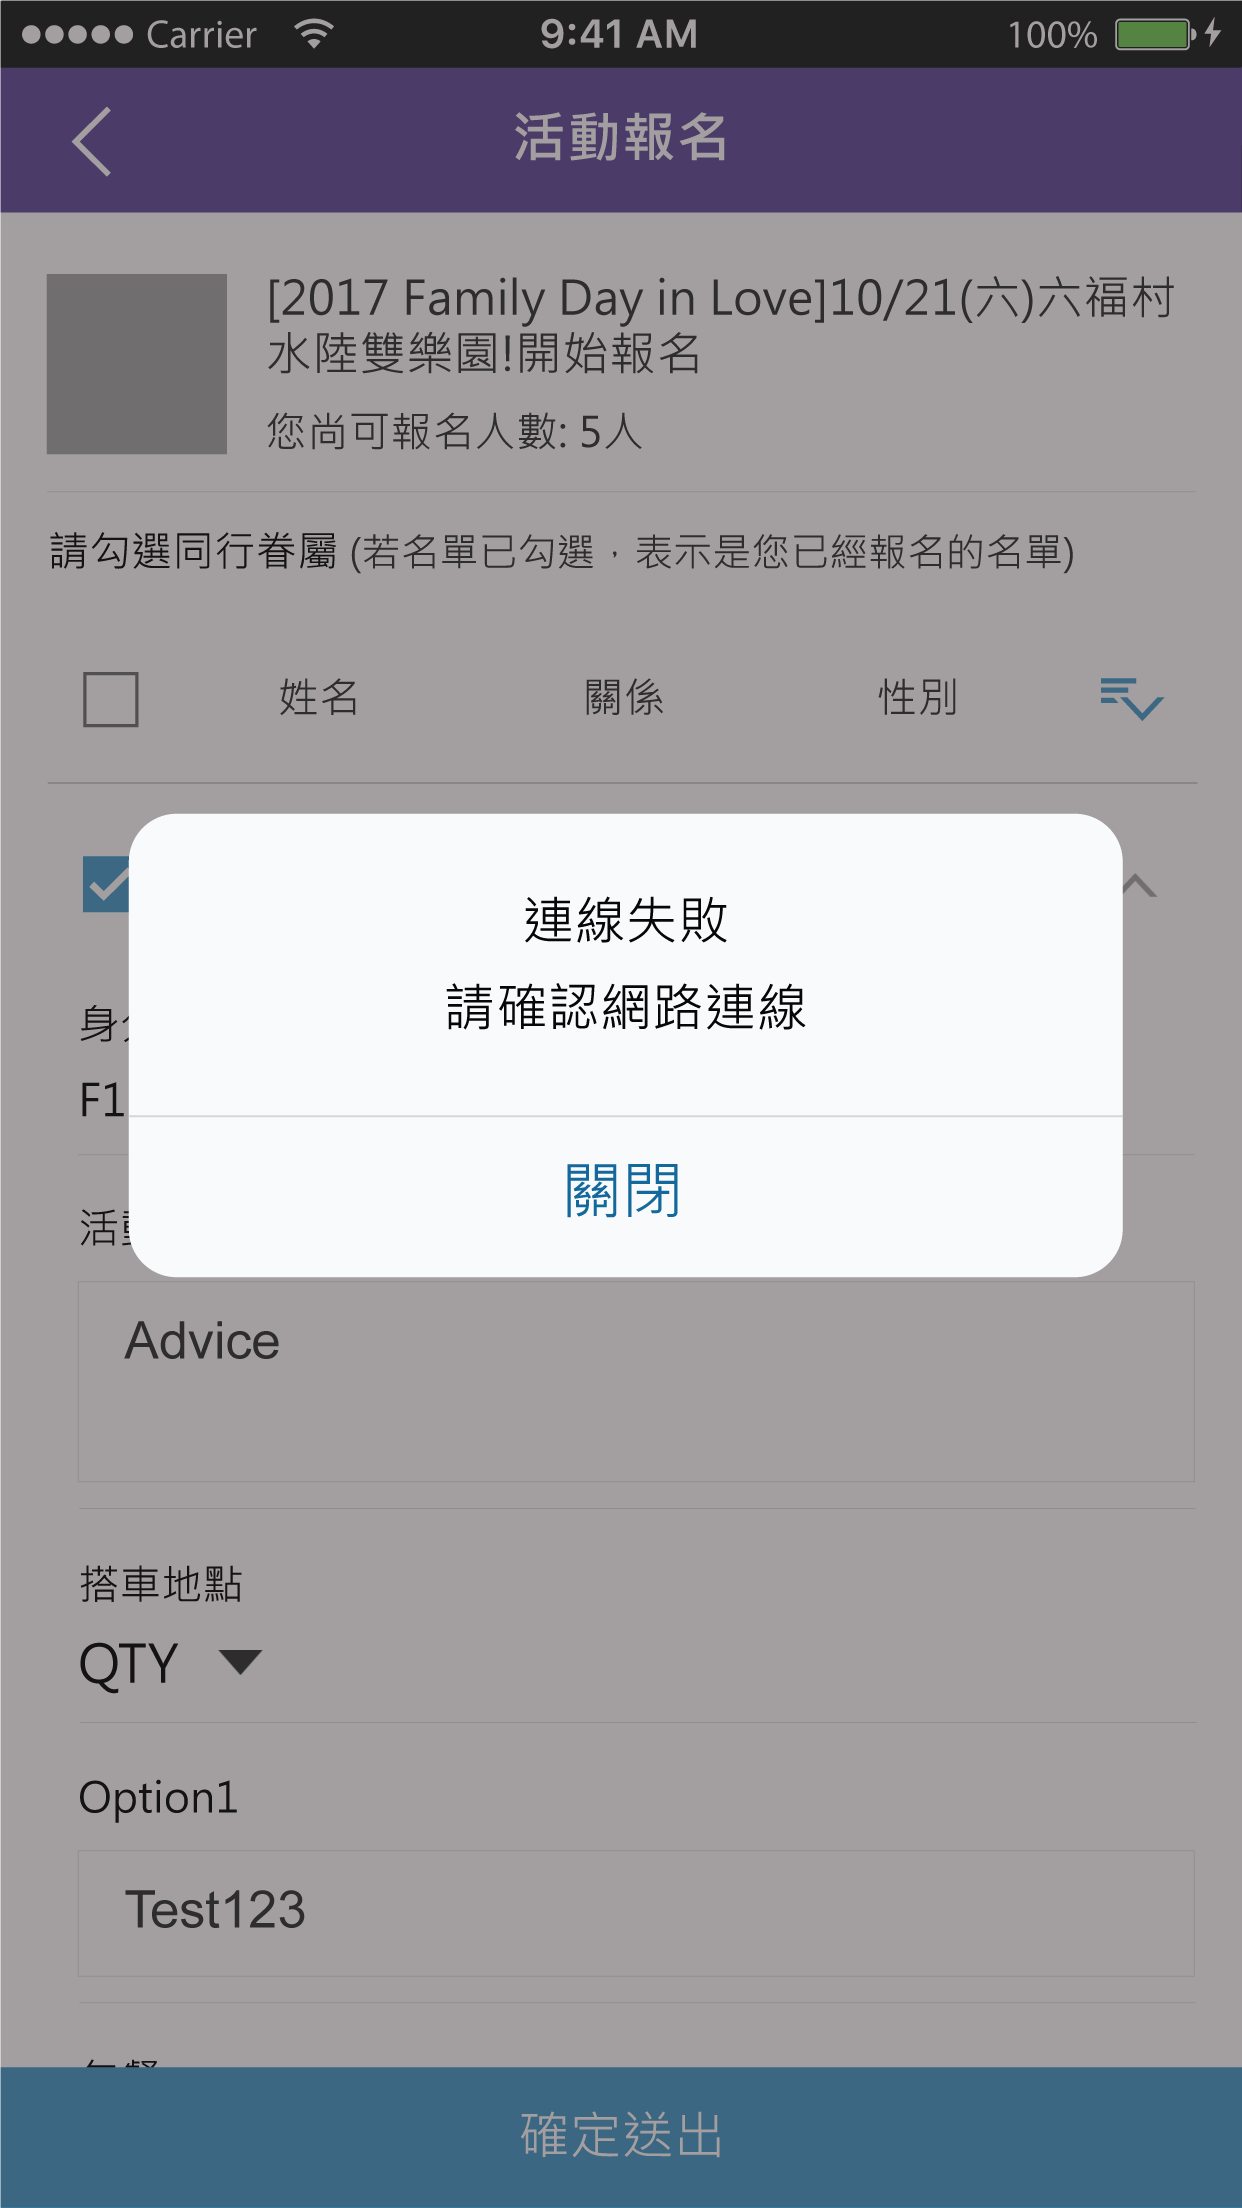 Carrier 9:41 AM 100%
活動報名
[2017 Family Day in Love]10/21(六)六福村
水陸雙樂園!開始報名
您尚可報名人數: 5人
請勾選同行眷屬 (若名單已勾選，表示是您已經報名的名單)
姓名 關係 性別
連線失敗
請確認網路連線
身
F1
關閉
活
Advice
搭車地點
QTY
Option1
Test123
確定送出